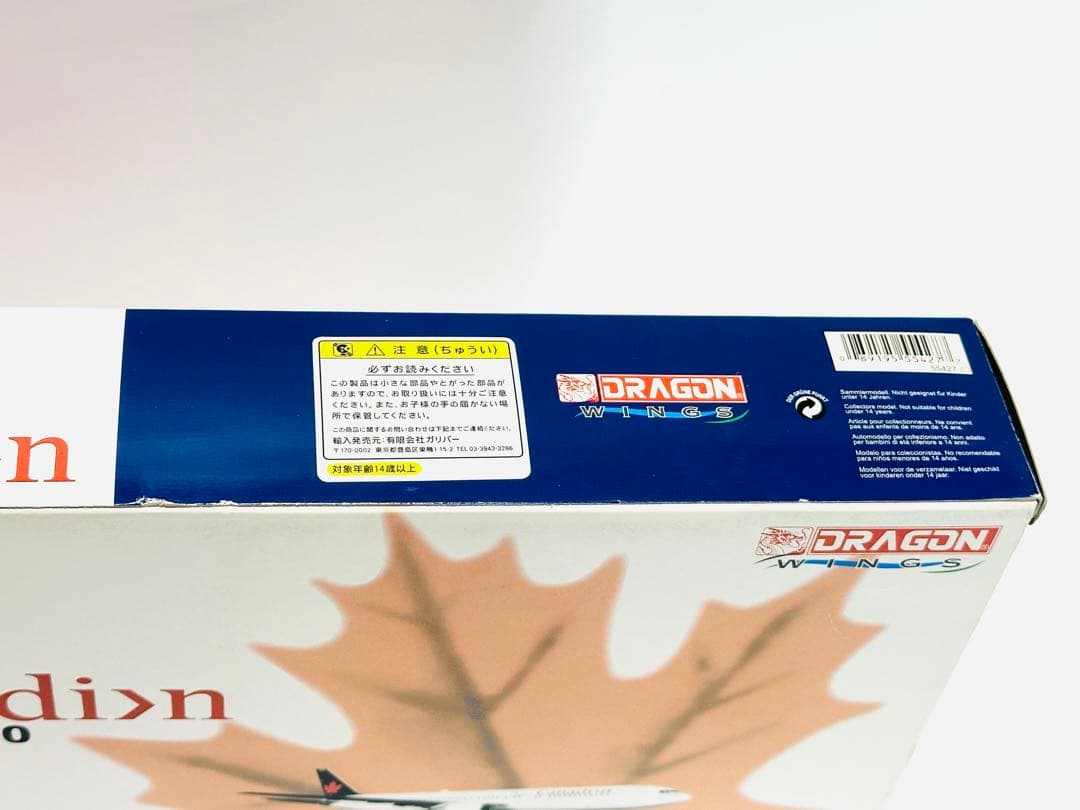 注 意 (ちゅうい)
必ずお読みください
この製品は小さな部品やとがった部品が
ありますので、お取り扱いには十分ご注意
ください。また、お子様の手の届かない場
所で保管してください。
この商品に関するお問い合わせは下記までご連絡ください。
輸入発売元:有限会社ガリバー
〒170-0002 東京都豊島区巣鴨1-15-2 TEL 03-3943-3286
対象年齢14歳以上
DRAGON
WINGS
DER GRÜNE PUNKT
0 89195 55427 7
55427
Sammlermodell. Nicht geeignet für Kinder
unter 14 Jahren.
Collectors model. Not suitable for children
under 14 years.
Article pour collectionneurs. Ne convient
pas aux enfants de moins de 14 ans.
Automodello per collezionismo. Non adatto
per bambini di età inferiore a 14 anni.
Modelo para coleccionistas. No recomendable
para niños menores de 14 años.
Modellen voor de verzamelaar. Niet geschikt
voor kinderen onder 14 jaar.
n
DRAGON
WINGS
di>n
0
Canadian